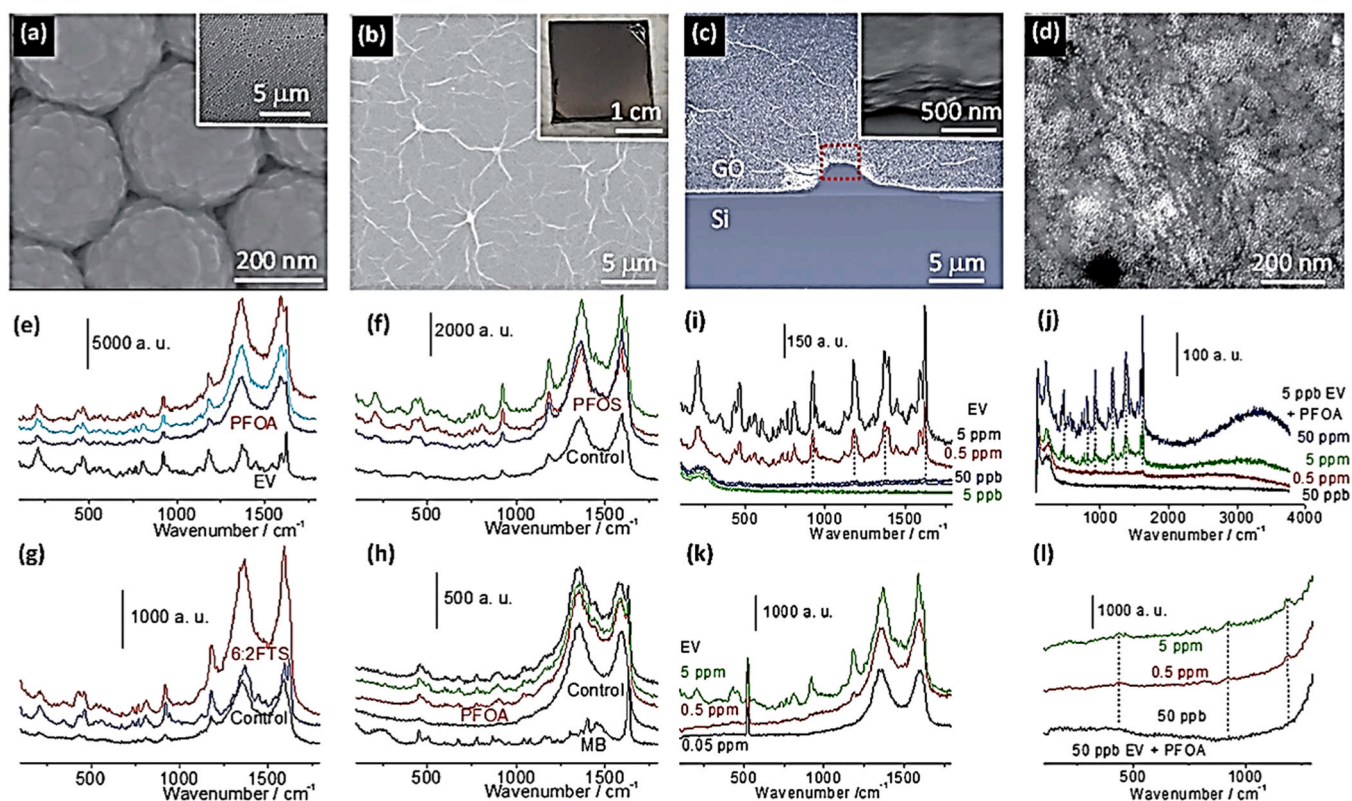 (a)
5 μm
200 nm
(b)
1 cm
5 μm
(c)
500 nm
GO
Si
5 μm
(d)
200 nm
(e)
5000 a. u.
PFOA
EV
500 1000 1500
Wavenumber / cm⁻¹
(f)
2000 a. u.
PFOS
Control
500 1000 1500
Wavenumber / cm⁻¹
(i)
150 a. u.
EV
5 ppm
0.5 ppm
50 ppb
5 ppb
500 1000 1500
Wavenumber / cm⁻¹
(j)
100 a. u.
5 ppb EV
+ PFOA
50 ppm
5 ppm
0.5 ppm
50 ppb
1000 2000 3000 4000
Wavenumber / cm⁻¹
(g)
1000 a. u.
6:2FTS
Control
500 1000 1500
Wavenumber / cm⁻¹
(h)
500 a. u.
Control
PFOA
MB
500 1000 1500
Wavenumber / cm⁻¹
(k)
1000 a. u.
EV
5 ppm
0.5 ppm
0.05 ppm
500 1000 1500
Wavenumber / cm⁻¹
(l)
1000 a. u.
5 ppm
0.5 ppm
50 ppb
50 ppb EV + PFOA
500 1000
Wavenumber / cm⁻¹